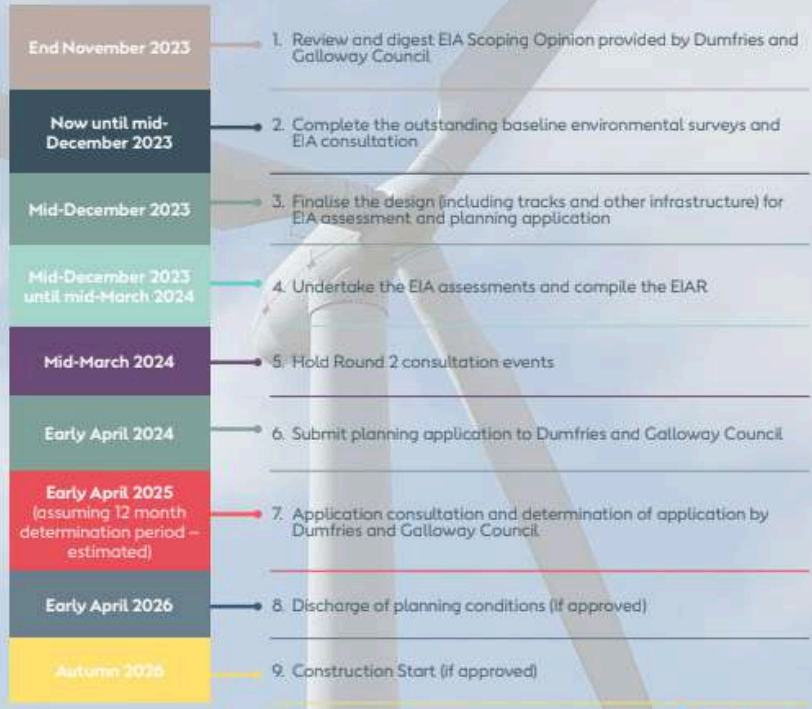 End November 2023
1. Review and digest EIA Scoping Opinion provided by Dumfries and
Galloway Council
Now until mid-
December 2023
2. Complete the outstanding baseline environmental surveys and
EIA consultation
Mid-December 2023
3. Finalise the design (including tracks and other infrastructure) for
EIA assessment and planning application
Mid-December 2023
until mid-March 2024
4. Undertake the EIA assessments and compile the EIAR
Mid-March 2024
5. Hold Round 2 consultation events
Early April 2024
6. Submit planning application to Dumfries and Galloway Council
Early April 2025
(assuming 12 month
determination period –
estimated)
7. Application consultation and determination of application by
Dumfries and Galloway Council
Early April 2026
8. Discharge of planning conditions (if approved)
Autumn 2026
9. Construction Start (if approved)